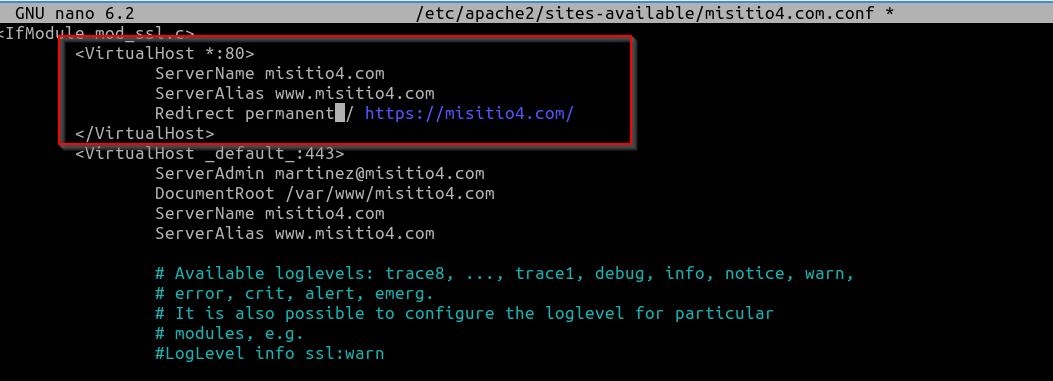 GNU nano 6.2 /etc/apache2/sites-available/misitio4.com.conf *
<IfModule mod_ssl.c>
<VirtualHost *:80>
ServerName misitio4.com
ServerAlias www.misitio4.com
Redirect permanent / https://misitio4.com/
</VirtualHost>
<VirtualHost _default_:443>
ServerAdmin martinez@misitio4.com
DocumentRoot /var/www/misitio4.com
ServerName misitio4.com
ServerAlias www.misitio4.com
# Available loglevels: trace8, ..., trace1, debug, info, notice, warn,
# error, crit, alert, emerg.
# It is also possible to configure the loglevel for particular
# modules, e.g.
#LogLevel info ssl:warn